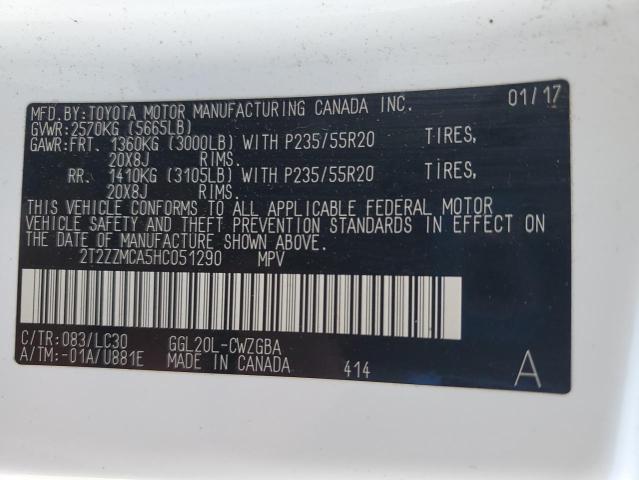 MFD.BY:TOYOTA MOTOR MANUFACTURING CANADA INC. 01/17
GVWR:2570KG (5665LB)
GAWR:FRT. 1360KG (3000LB) WITH P235/55R20 TIRES,
20X8J RIMS.
RR. 1410KG (3105LB) WITH P235/55R20 TIRES,
20X8J RIMS.
THIS VEHICLE CONFORMS TO ALL APPLICABLE FEDERAL MOTOR
VEHICLE SAFETY AND THEFT PREVENTION STANDARDS IN EFFECT ON
THE DATE OF MANUFACTURE SHOWN ABOVE.
2T2ZZMCA5HC051290 MPV
C/TR:083/LC30 GGL20L-CWZGBA
A/TM:-01A/U881E MADE IN CANADA 414 A